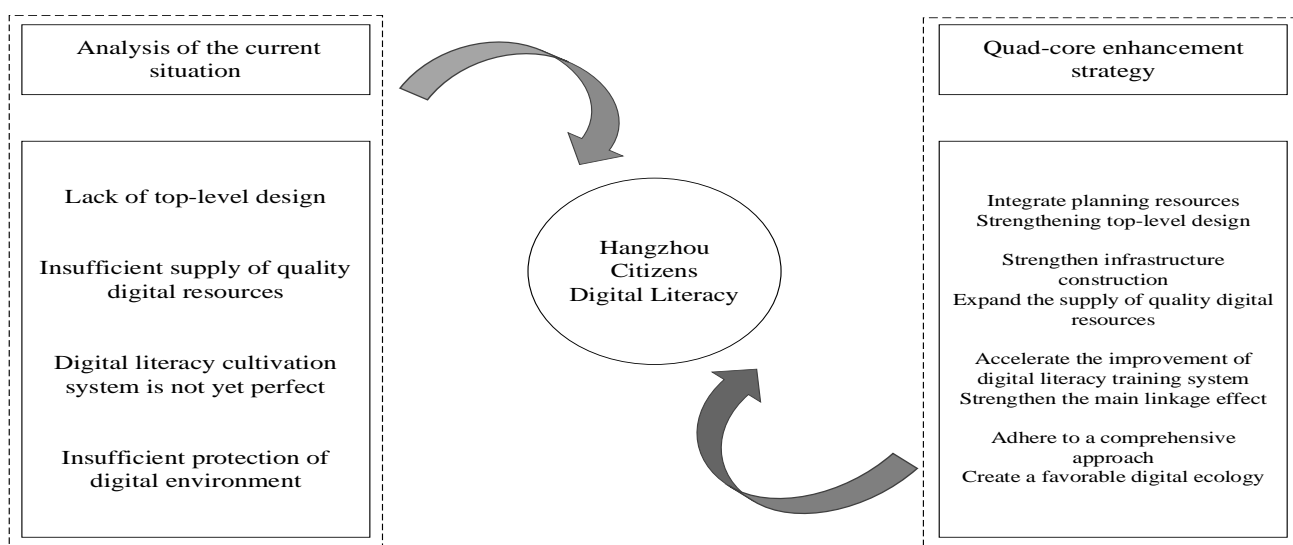 Analysis of the current
situation
Lack of top-level design
Insufficient supply of quality
digital resources
Digital literacy cultivation
system is not yet perfect
Insufficient protection of
digital environment
Hangzhou
Citizens
Digital Literacy
Quad-core enhancement
strategy
Integrate planning resources
Strengthening top-level design
Strengthen infrastructure
construction
Expand the supply of quality digital
resources
Accelerate the improvement of
digital literacy training system
Strengthen the main linkage effect
Adhere to a comprehensive
approach
Create a favorable digital ecology